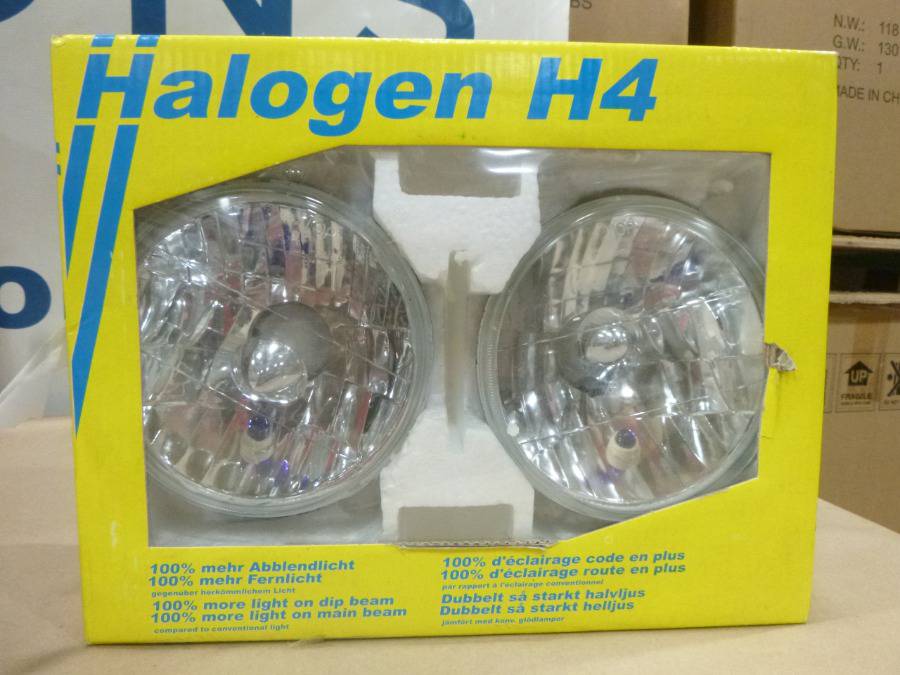 NS
BS
N.W.: 118
G.W.: 130
QTY: 1
MADE IN CH
Halogen H4
o
UP
FRAGILE
100% mehr Abblendlicht
100% mehr Fernlicht
gegenüber herkömmlichem Licht
100% more light on dip beam
100% more light on main beam
compared to conventional light
100% d'éclairage code en plus
100% d'éclairage route en plus
par rapport a l'éclairage conventionnel
Dubbelt så starkt halvljus
Dubbelt så starkt helljus
jämfört med konv. glödlamper